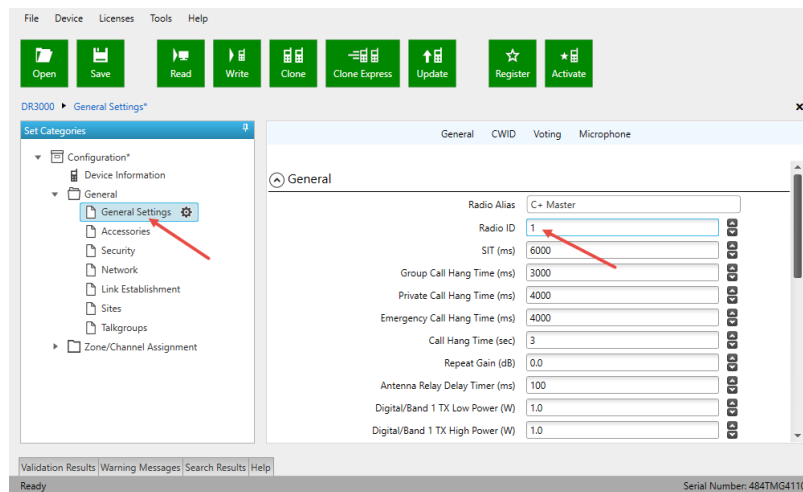 File Device Licenses Tools Help
Open Save Read Write Clone Clone Express Update Register Activate
DR3000 General Settings*
Set Categories
General CWID Voting Microphone
Configuration*
Device Information
General
General Settings
Accessories
Security
Network
Link Establishment
Sites
Talkgroups
Zone/Channel Assignment
General
Radio Alias C+ Master
Radio ID 1
SIT (ms) 6000
Group Call Hang Time (ms) 3000
Private Call Hang Time (ms) 4000
Emergency Call Hang Time (ms) 4000
Call Hang Time (sec) 3
Repeat Gain (dB) 0.0
Antenna Relay Delay Timer (ms) 100
Digital/Band 1 TX Low Power (W) 1.0
Digital/Band 1 TX High Power (W) 1.0
Validation Results Warning Messages Search Results Help
Ready Serial Number: 484TMG4110